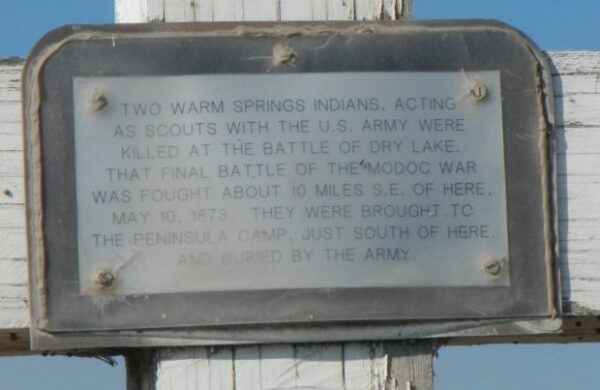 TWO WARM SPRINGS INDIANS, ACTING
AS SCOUTS WITH THE U.S. ARMY WERE
KILLED AT THE BATTLE OF DRY LAKE.
THAT FINAL BATTLE OF THE MODOC WAR
WAS FOUGHT ABOUT 10 MILES S.E. OF HERE,
MAY 10, 1873. THEY WERE BROUGHT TO
THE PENINSULA CAMP, JUST SOUTH OF HERE,
AND BURIED BY THE ARMY.